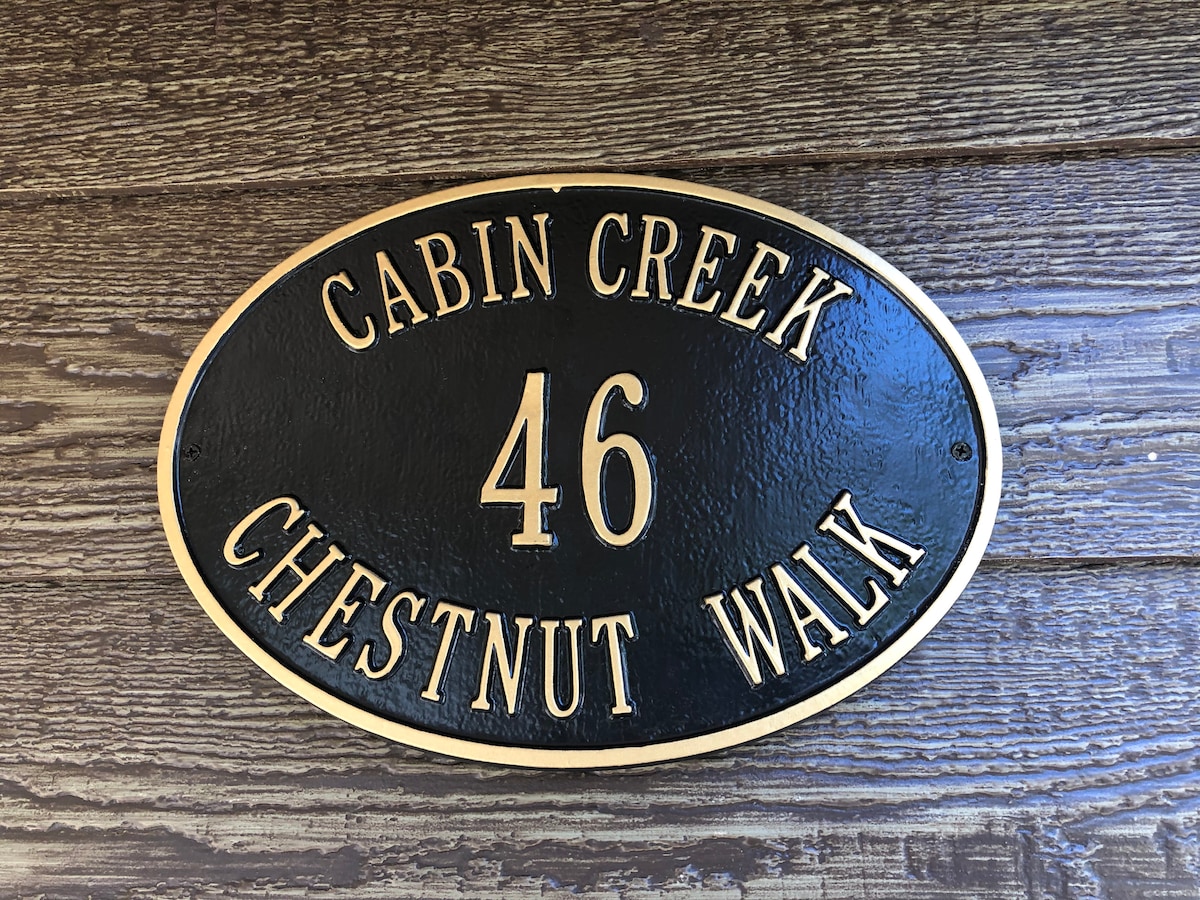 CABIN CREEK
46
CHESTNUT WALK